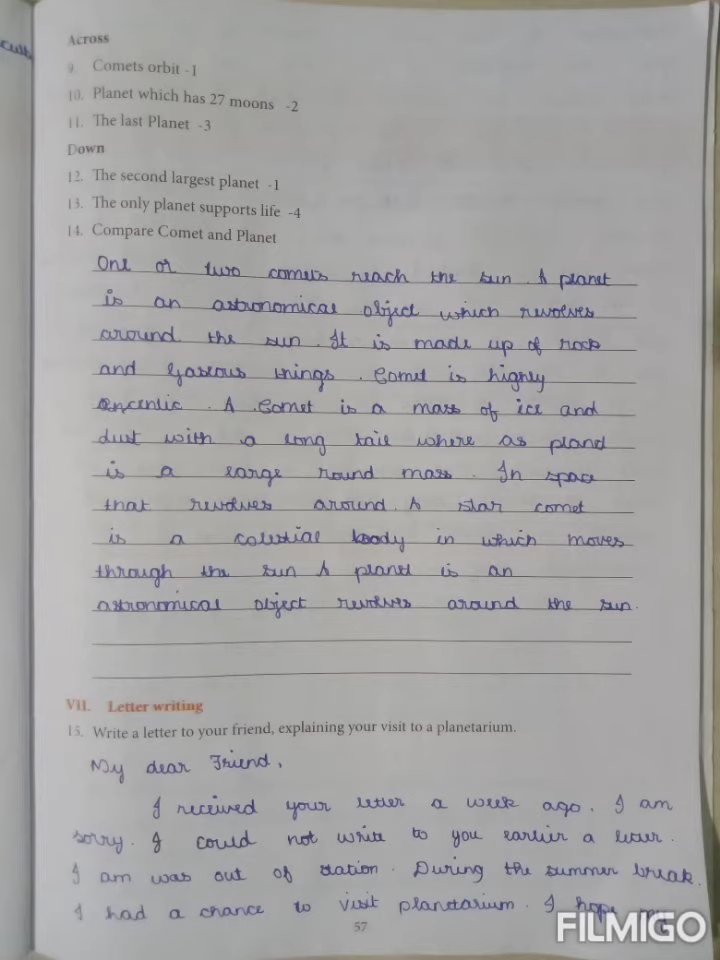 Across
9. Comets orbit -1
10. Planet which has 27 moons -2
11. The last Planet -3
Down
12. The second largest planet -1
13. The only planet supports life -4
14. Compare Comet and Planet
One or two comets reach the sun. A planet
is an astronomical object which revolves
around the sun. It is made up of rock
and Gaseous things. Comet is highly
. A Comet is a mass of ice and
dust with a long tail where as pland
is a large round mass. In space
that revolves around. A star comet
is a colestial body in which moves
through the sun A planet is an
astronomical object revolves around the sun.
VII. Letter writing
15. Write a letter to your friend, explaining your visit to a planetarium.
My dear Friend,
I received your letter a week ago. I am
sorry. I could not write to you earlier a letter.
I am was out of station. During the summer break.
I had a chance to visit planetarium. I hope my
57
FILMIGO